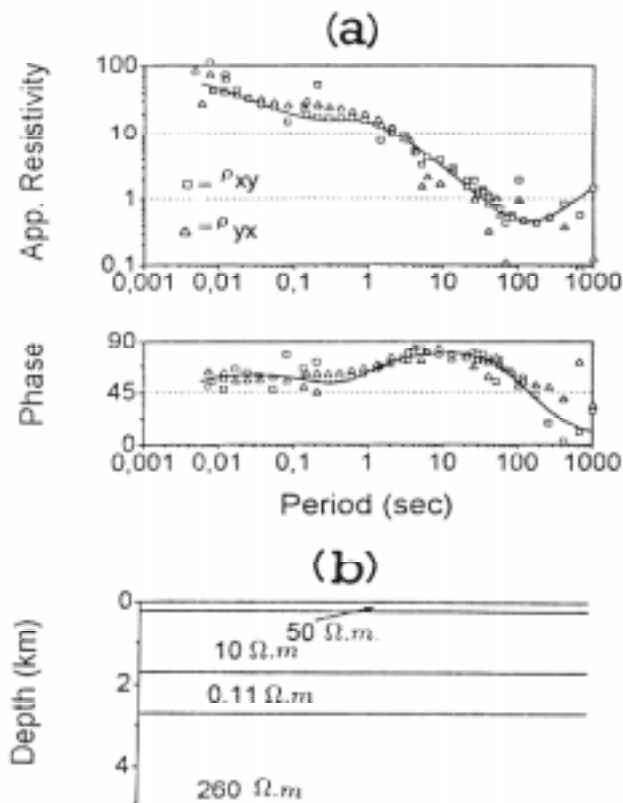 (a)
App. Resistivity
100
10
1
0.1
□ = ρxy
△ = ρyx
0,001 0,01 0,1 1 10 100 1000
Phase
90
45
0
0,001 0,01 0,1 1 10 100 1000
Period (sec)
(b)
Depth (km)
0
50 Ω.m.
10 Ω.m
2
0.11 Ω.m
4
260 Ω.m